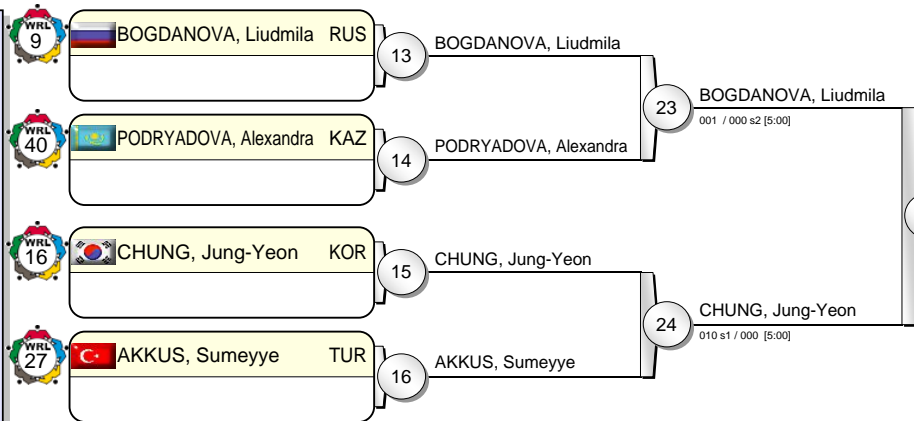 WRL
9
BOGDANOVA, Liudmila RUS
13
BOGDANOVA, Liudmila
23
BOGDANOVA, Liudmila
001 / 000 s2 [5:00]
WRL
40
PODRYADOVA, Alexandra KAZ
14
PODRYADOVA, Alexandra
WRL
16
CHUNG, Jung-Yeon KOR
15
CHUNG, Jung-Yeon
24
CHUNG, Jung-Yeon
010 s1 / 000 [5:00]
WRL
27
AKKUS, Sumeyye TUR
16
AKKUS, Sumeyye